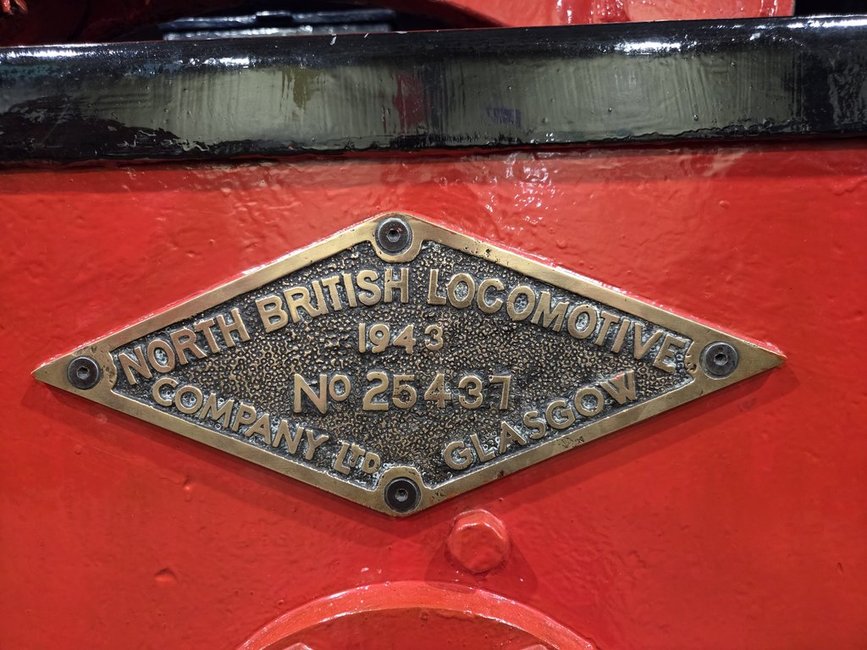 NORTH BRITISH LOCOMOTIVE
1943
No 25437
COMPANY LTD GLASGOW